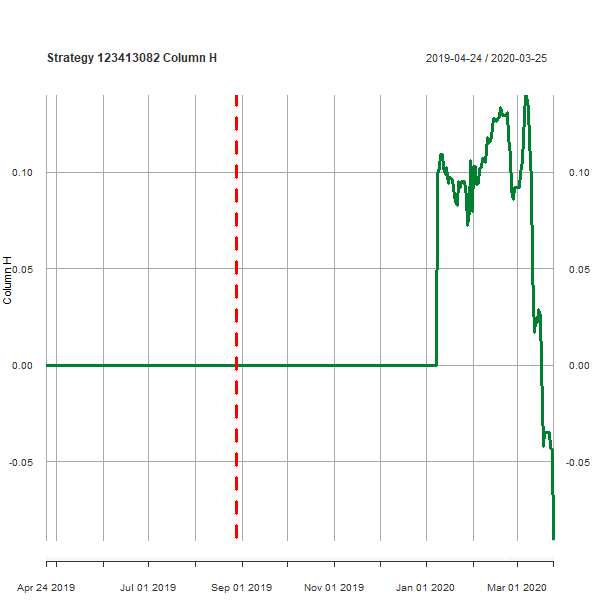 Strategy 123413082 Column H
2019-04-24 / 2020-03-25
0.10
0.10
0.05
0.05
Column H
0.00
0.00
-0.05
-0.05
Apr 24 2019
Jul 01 2019
Sep 01 2019
Nov 01 2019
Jan 01 2020
Mar 01 2020